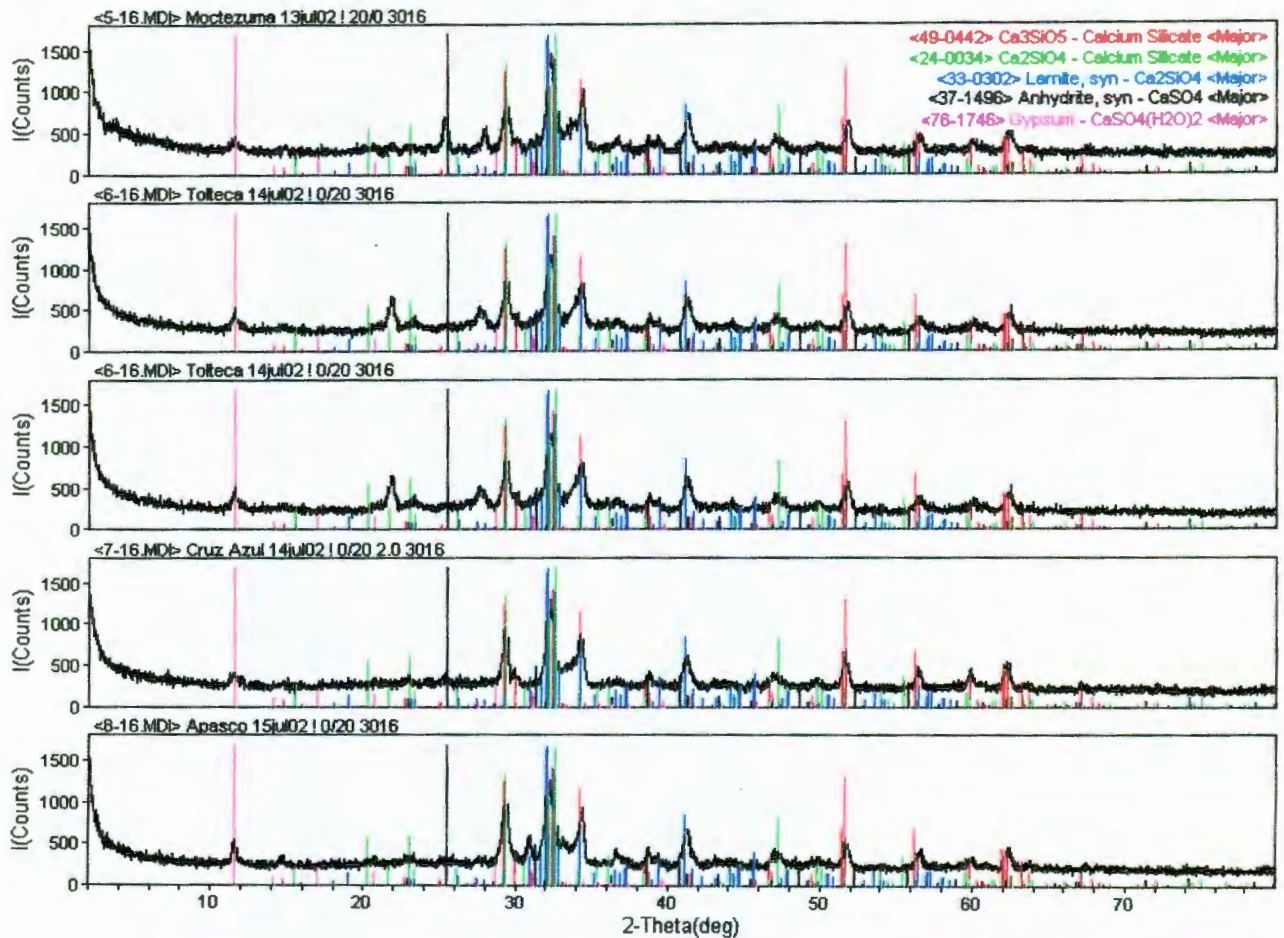 <5-16.MDI> Moctezuma 13jul02 ! 20/0 3016
<49-0442> Ca3SiO5 - Calcium Silicate <Major>
<24-0034> Ca2SiO4 - Calcium Silicate <Major>
<33-0302> Larnite, syn - Ca2SiO4 <Major>
<37-1496> Anhydrite, syn - CaSO4 <Major>
<76-1746> Gypsum - CaSO4(H2O)2 <Major>
I(Counts)
1500
1000
500
0
<6-16.MDI> Tolteca 14jul02 ! 0/20 3016
I(Counts)
1500
1000
500
0
<6-16.MDI> Tolteca 14jul02 ! 0/20 3016
I(Counts)
1500
1000
500
0
<7-16.MDI> Cruz Azul 14jul02 ! 0/20 2.0 3016
I(Counts)
1500
1000
500
0
<8-16.MDI> Apasco 15jul02 ! 0/20 3016
I(Counts)
1500
1000
500
0
10 20 30 40 50 60 70
2-Theta(deg)